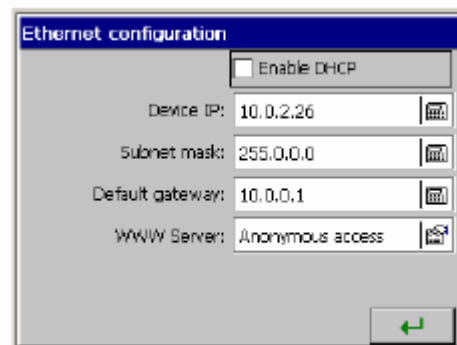 Ethernet configuration
Enable DHCP
Device IP: 10.0.2.26
Subnet mask: 255.0.0.0
Default gateway: 10.0.0.1
WWW Server: Anonymous access